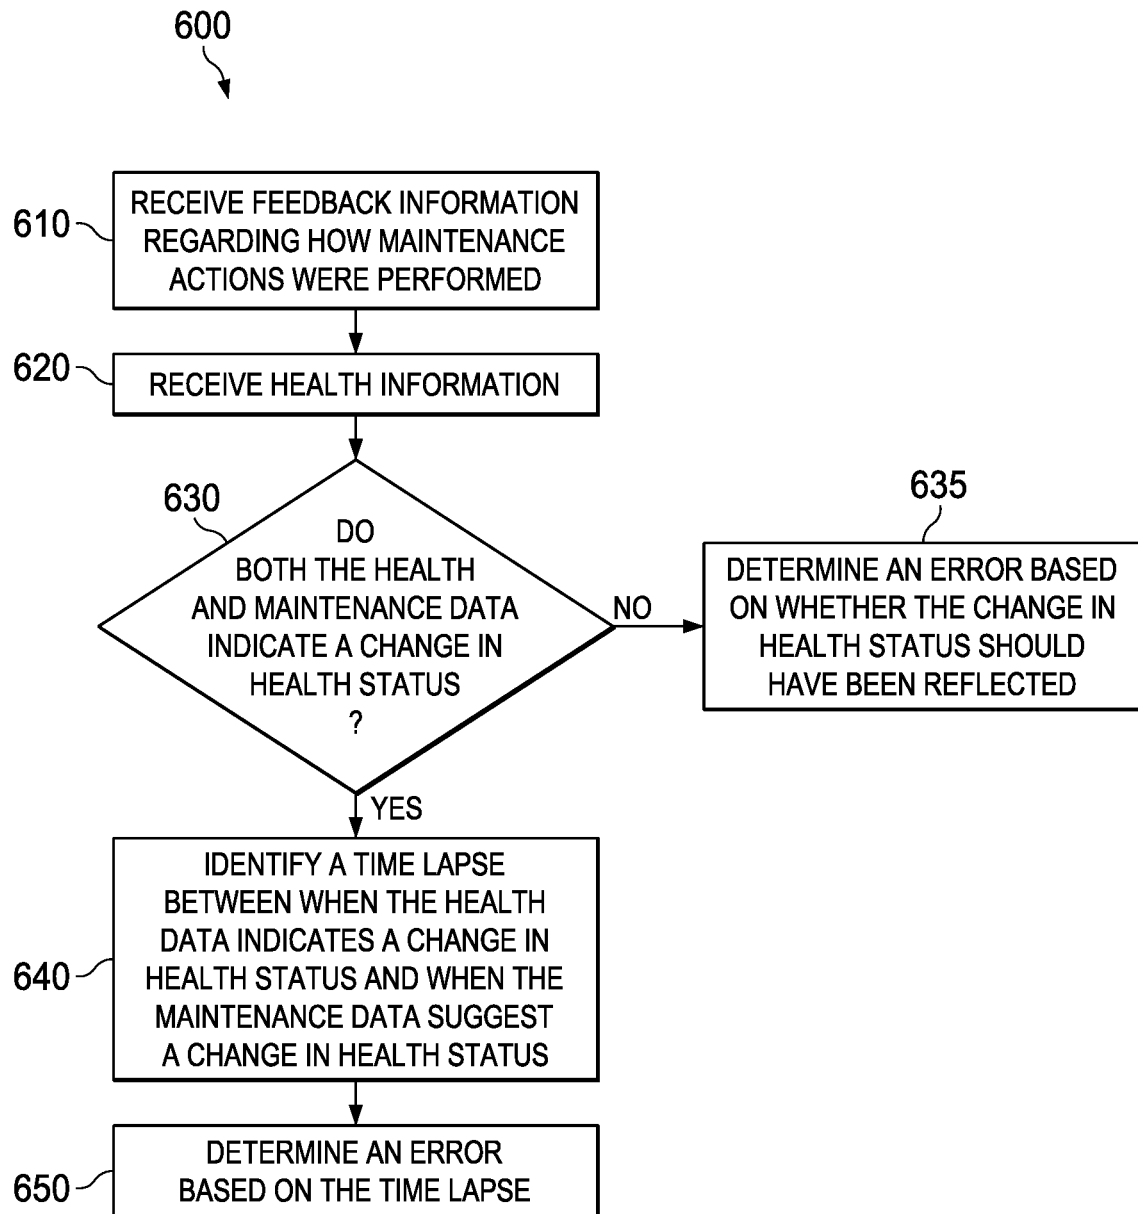 600
610
RECEIVE FEEDBACK INFORMATION
REGARDING HOW MAINTENANCE
ACTIONS WERE PERFORMED
620
RECEIVE HEALTH INFORMATION
630
DO
BOTH THE HEALTH
AND MAINTENANCE DATA
INDICATE A CHANGE IN
HEALTH STATUS
?
NO
635
DETERMINE AN ERROR BASED
ON WHETHER THE CHANGE IN
HEALTH STATUS SHOULD
HAVE BEEN REFLECTED
YES
640
IDENTIFY A TIME LAPSE
BETWEEN WHEN THE HEALTH
DATA INDICATES A CHANGE IN
HEALTH STATUS AND WHEN THE
MAINTENANCE DATA SUGGEST
A CHANGE IN HEALTH STATUS
650
DETERMINE AN ERROR
BASED ON THE TIME LAPSE